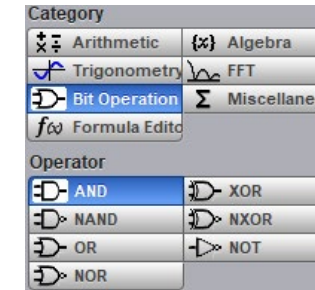 Category
Arithmetic {x} Algebra
Trigonometry FFT
Bit Operation Σ Miscellane
f(x) Formula Edito
Operator
AND XOR
NAND NXOR
OR NOT
NOR